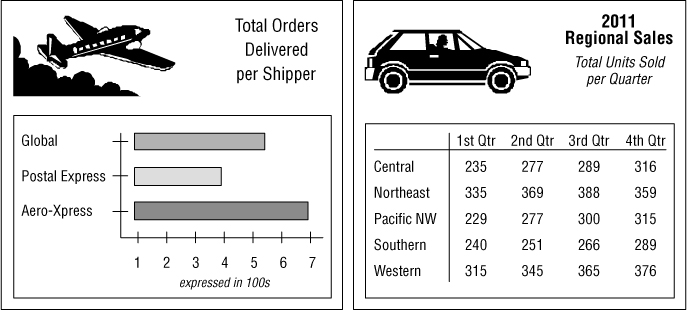 Total Orders
Delivered
per Shipper
Global
Postal Express
Aero-Xpress
1 2 3 4 5 6 7
expressed in 100s
2011
Regional Sales
Total Units Sold
per Quarter
1st Qtr 2nd Qtr 3rd Qtr 4th Qtr
Central 235 277 289 316
Northeast 335 369 388 359
Pacific NW 229 277 300 315
Southern 240 251 266 289
Western 315 345 365 376